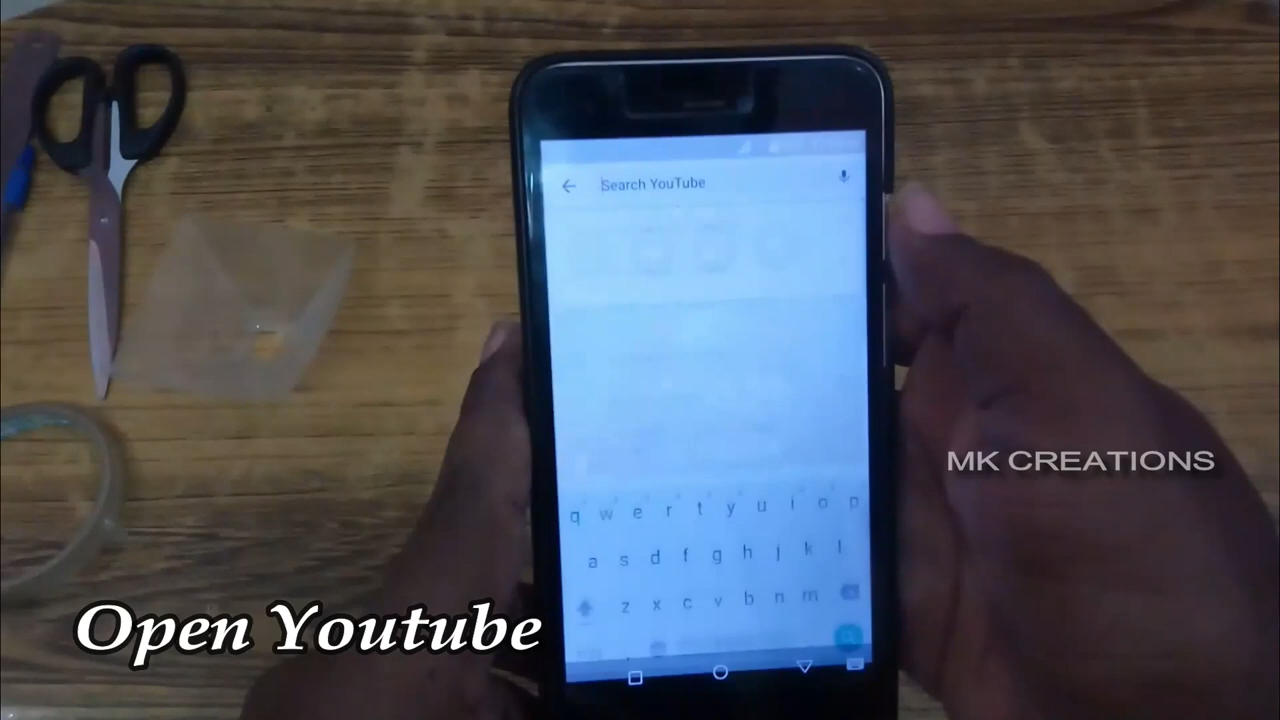 Search YouTube
q w e r t y u i o p
a s d f g h j k l
z x c v b n m
MK CREATIONS
Open Youtube